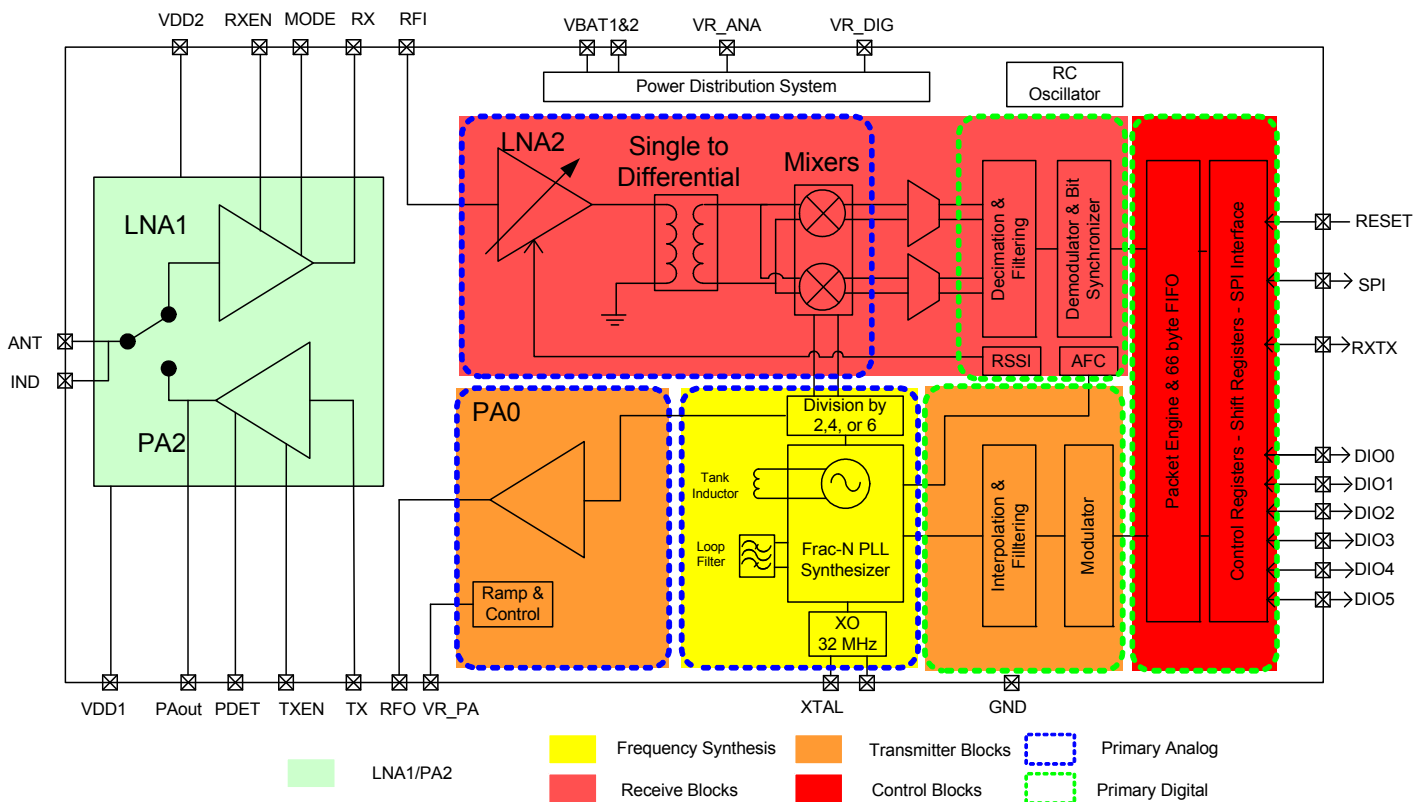 VDD2
RXEN
MODE
RX
RFI
VBAT1&2
VR_ANA
VR_DIG
Power Distribution System
RC
Oscillator
LNA2
Single to
Differential
Mixers
LNA1
PA2
Decimation &
Filtering
Demodulator & Bit
Synchronizer
RSSI
AFC
Packet Engine & 66 byte FIFO
Control Registers - Shift Registers - SPI Interface
RESET
SPI
RXTX
ANT
IND
PA0
Division by
2,4, or 6
Tank
Inductor
Loop
Filter
Frac-N PLL
Synthesizer
Interpolation &
Filltering
Modulator
Ramp &
Control
XO
32 MHz
DIO0
DIO1
DIO2
DIO3
DIO4
DIO5
VDD1
PAout
PDET
TXEN
TX
RFO
VR_PA
XTAL
GND
LNA1/PA2
Frequency Synthesis
Transmitter Blocks
Primary Analog
Receive Blocks
Control Blocks
Primary Digital